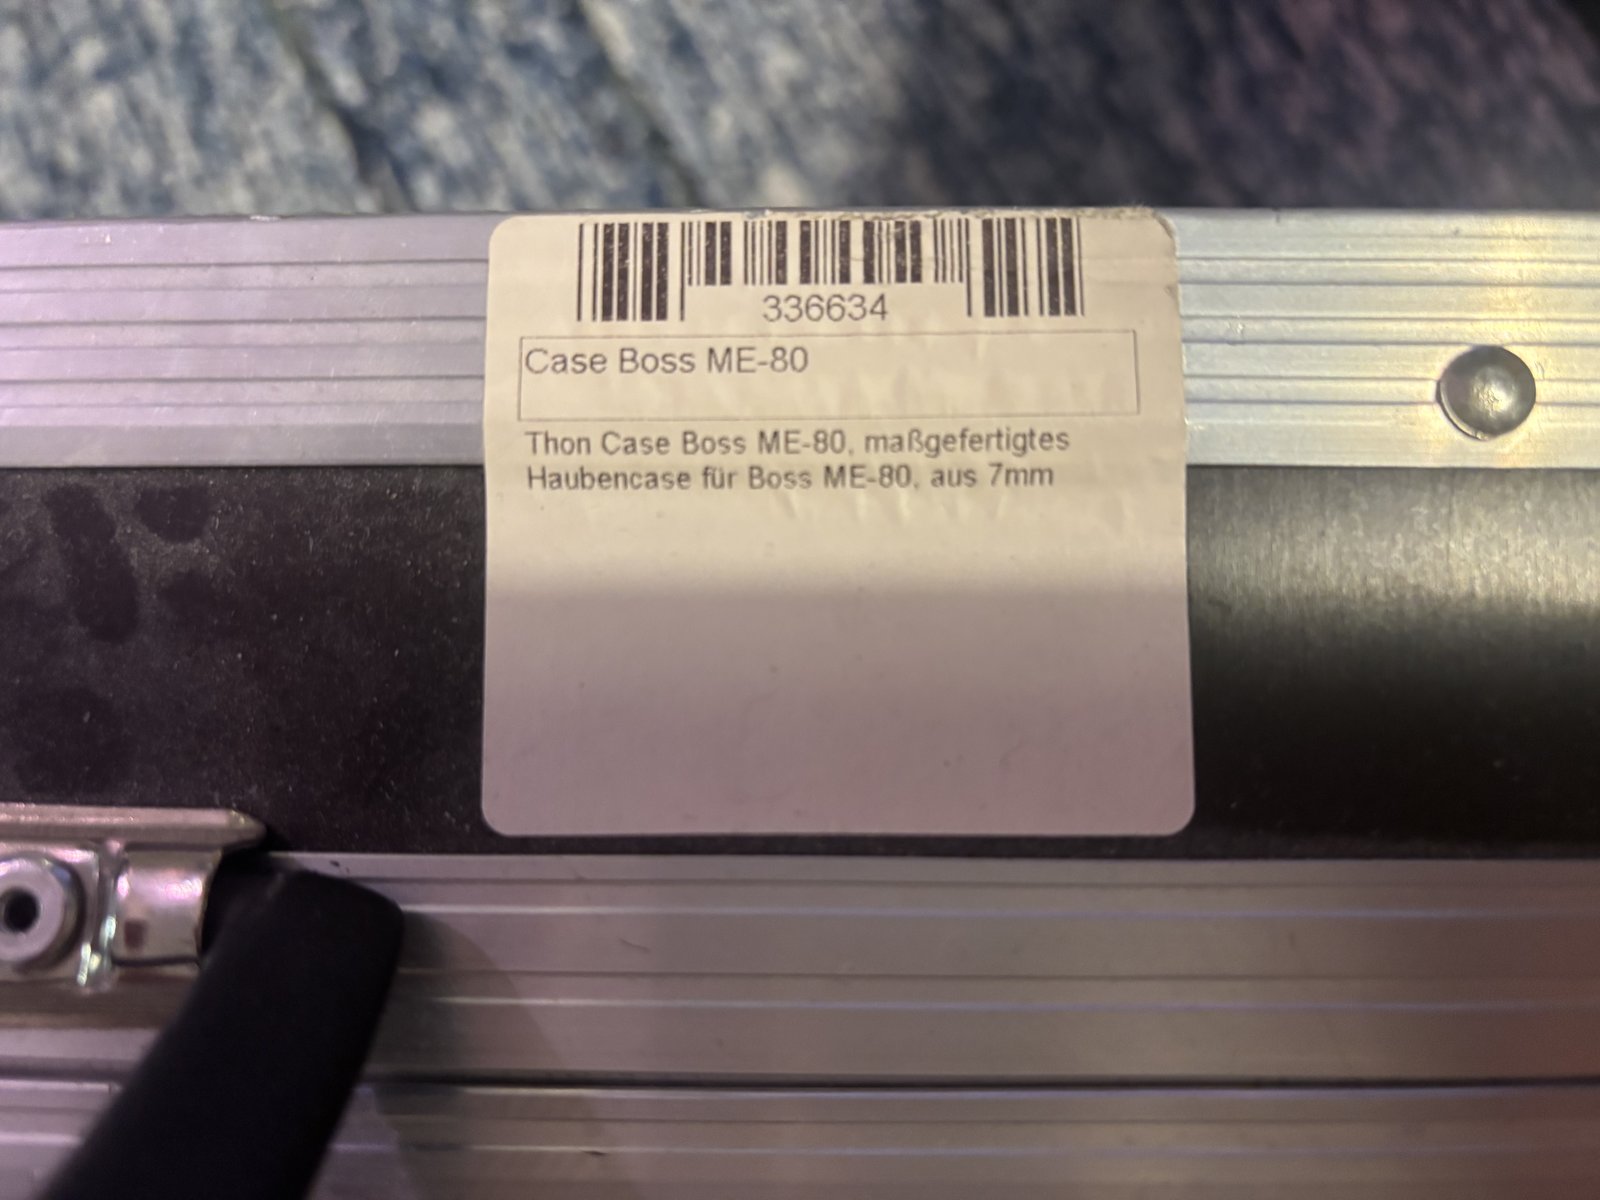 336634
Case Boss ME-80
Thon Case Boss ME-80, maßgefertigtes
Haubencase für Boss ME-80, aus 7mm